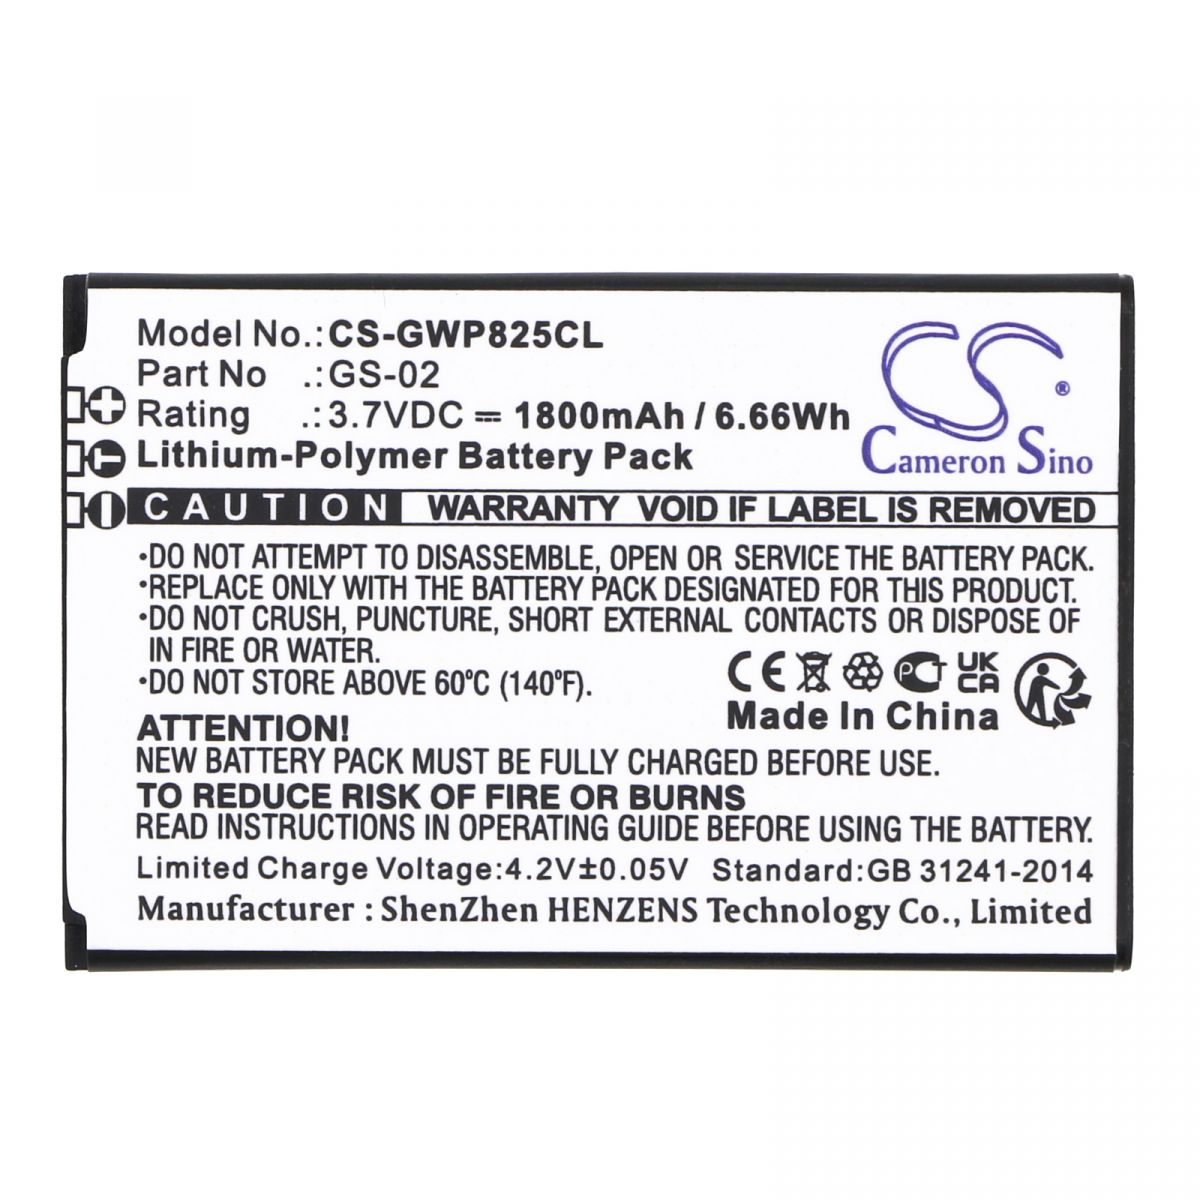 Model No.:CS-GWP825CL
Part No .:GS-02
Rating .:3.7VDC ⎓ 1800mAh / 6.66Wh
Lithium-Polymer Battery Pack
CS ®
Cameron Sino
CAUTION WARRANTY VOID IF LABEL IS REMOVED
•DO NOT ATTEMPT TO DISASSEMBLE, OPEN OR SERVICE THE BATTERY PACK.
•REPLACE ONLY WITH THE BATTERY PACK DESIGNATED FOR THIS PRODUCT.
•DO NOT CRUSH, PUNCTURE, SHORT EXTERNAL CONTACTS OR DISPOSE OF
IN FIRE OR WATER.
•DO NOT STORE ABOVE 60ºC (140ºF).
CE PCT UK CA
Made In China
ATTENTION!
NEW BATTERY PACK MUST BE FULLY CHARGED BEFORE USE.
TO REDUCE RISK OF FIRE OR BURNS
READ INSTRUCTIONS IN OPERATING GUIDE BEFORE USING THE BATTERY.
Limited Charge Voltage:4.2V±0.05V Standard:GB 31241-2014
Manufacturer : ShenZhen HENZENS Technology Co., Limited